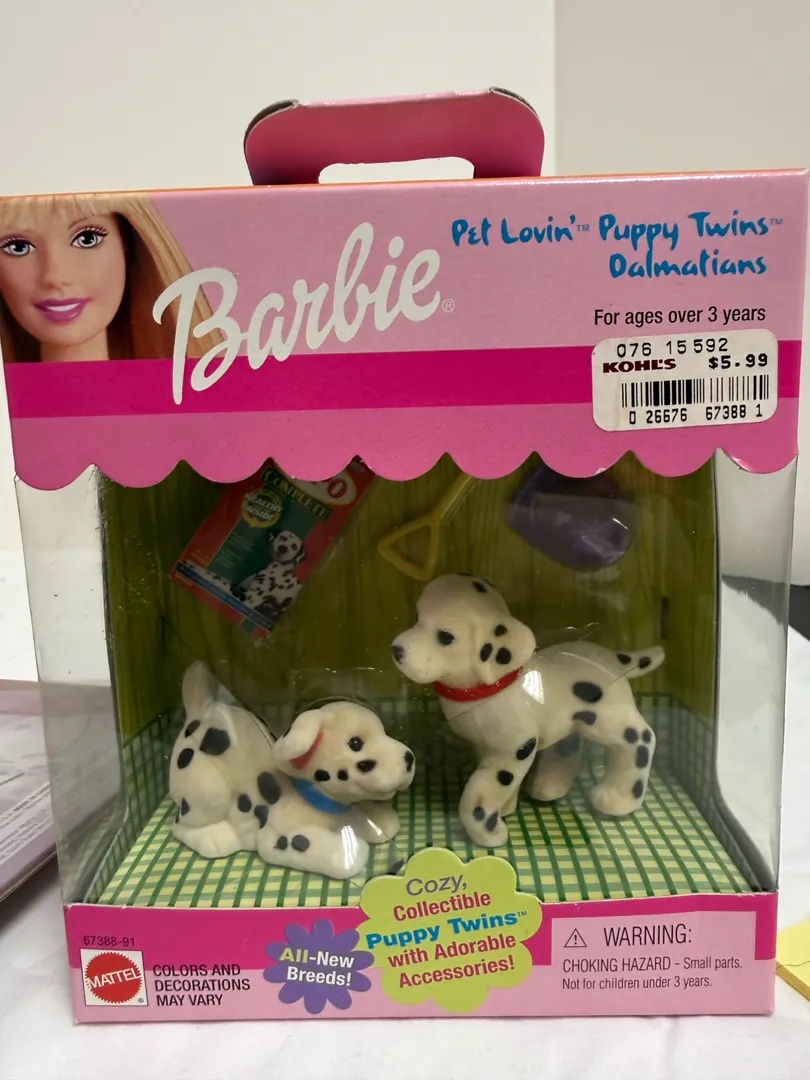 Pet Lovin'™ Puppy Twins™
Dalmatians
Barbie®
For ages over 3 years
076 15 592
KOHL'S $5.99
0 26676 67388 1
COMPLETE
67388-91
MATTEL®
COLORS AND
DECORATIONS
MAY VARY
All-New
Breeds!
Cozy,
Collectible
Puppy Twins™
with Adorable
Accessories!
⚠ WARNING:
CHOKING HAZARD – Small parts.
Not for children under 3 years.